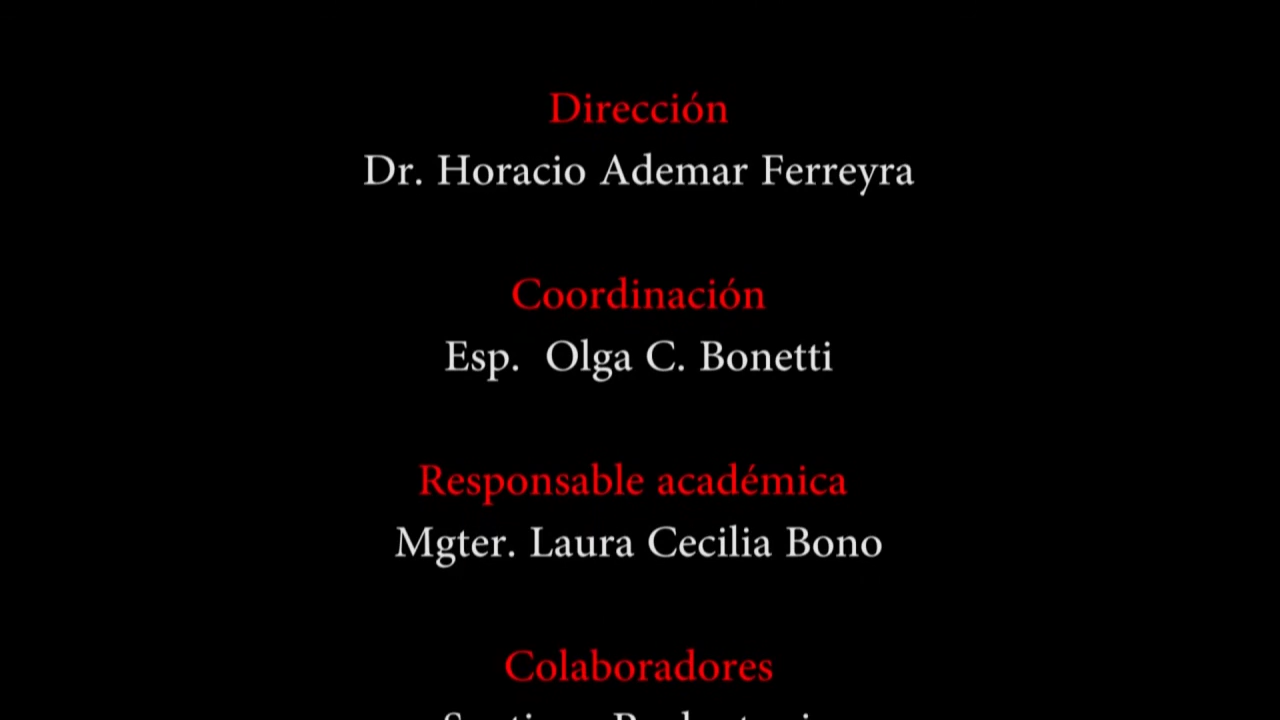 Dirección
Dr. Horacio Ademar Ferreyra
Coordinación
Esp. Olga C. Bonetti
Responsable académica
Mgter. Laura Cecilia Bono
Colaboradores